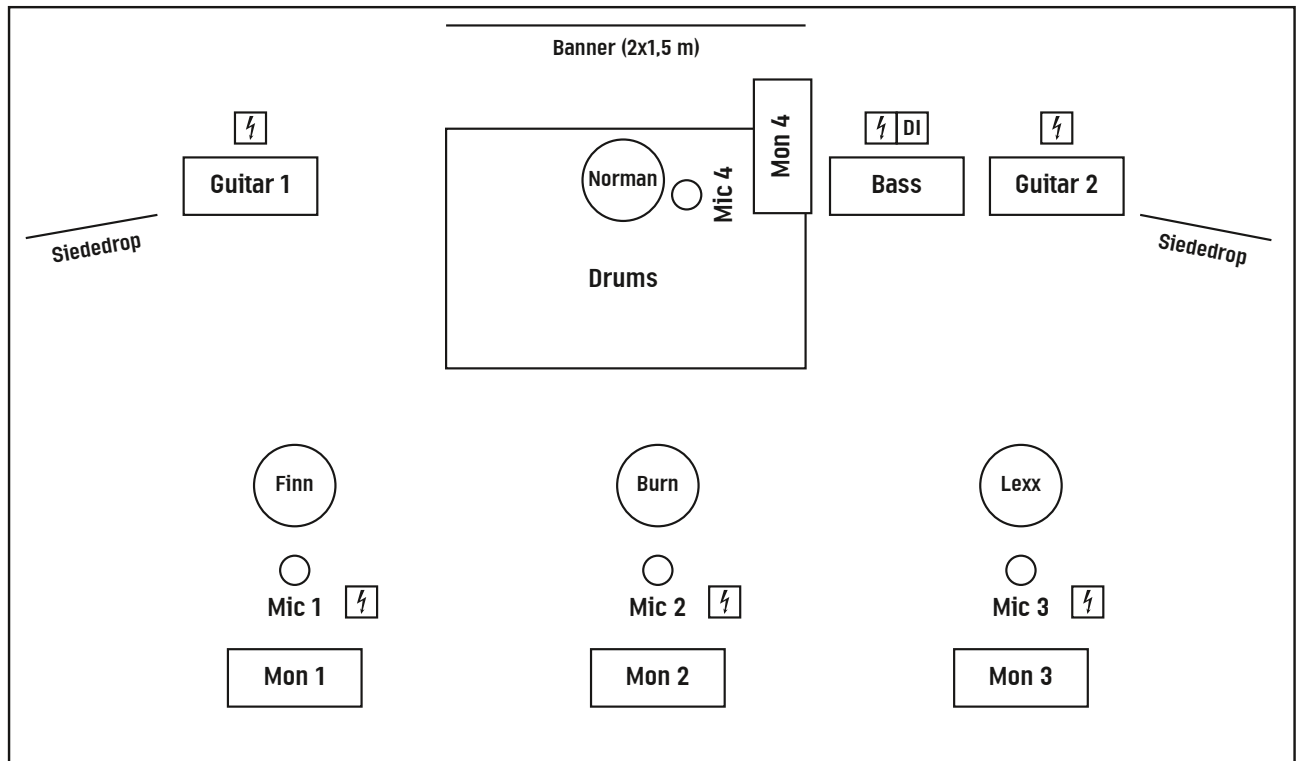 Banner (2x1,5 m)
DI
Guitar 1
Norman
Mic 4
Mon 4
Bass
Guitar 2
Siededrop
Siededrop
Drums
Finn
Burn
Lexx
Mic 1
Mic 2
Mic 3
Mon 1
Mon 2
Mon 3